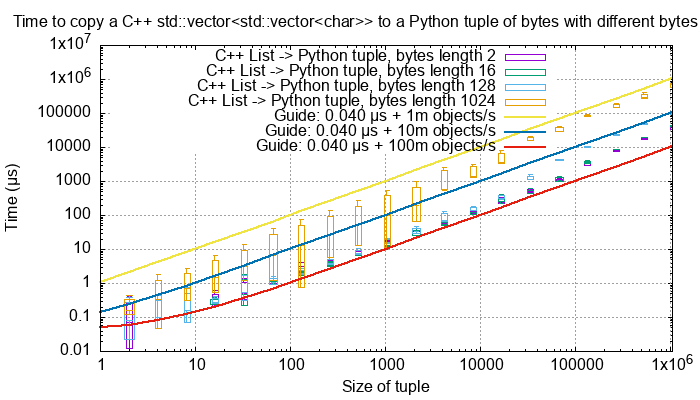 Time to copy a C++ std::vector<std::vector<char>> to a Python tuple of bytes with different bytes
1x10^7
1x10^6
100000
10000
1000
100
10
1
0.1
0.01
Time (µs)
C++ List -> Python tuple, bytes length 2
C++ List -> Python tuple, bytes length 16
C++ List -> Python tuple, bytes length 128
C++ List -> Python tuple, bytes length 1024
Guide: 0.040 µs + 1m objects/s
Guide: 0.040 µs + 10m objects/s
Guide: 0.040 µs + 100m objects/s
1 10 100 1000 10000 100000 1x10^6
Size of tuple